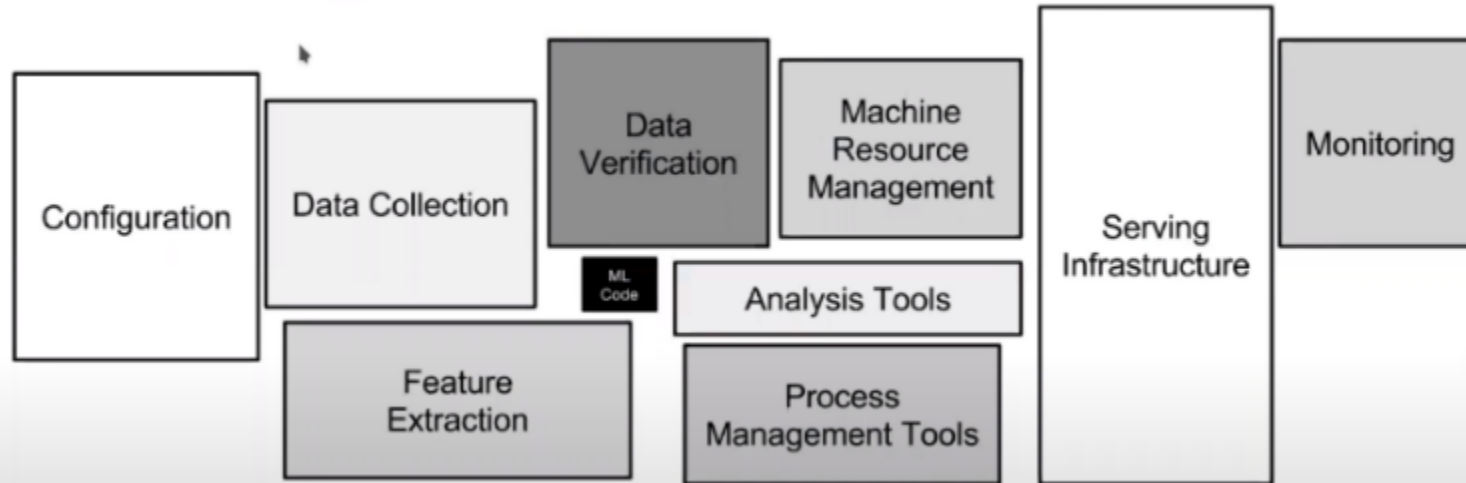 Configuration
Data Collection
Data
Verification
Machine
Resource
Management
Monitoring
Serving
Infrastructure
ML
Code
Analysis Tools
Feature
Extraction
Process
Management Tools